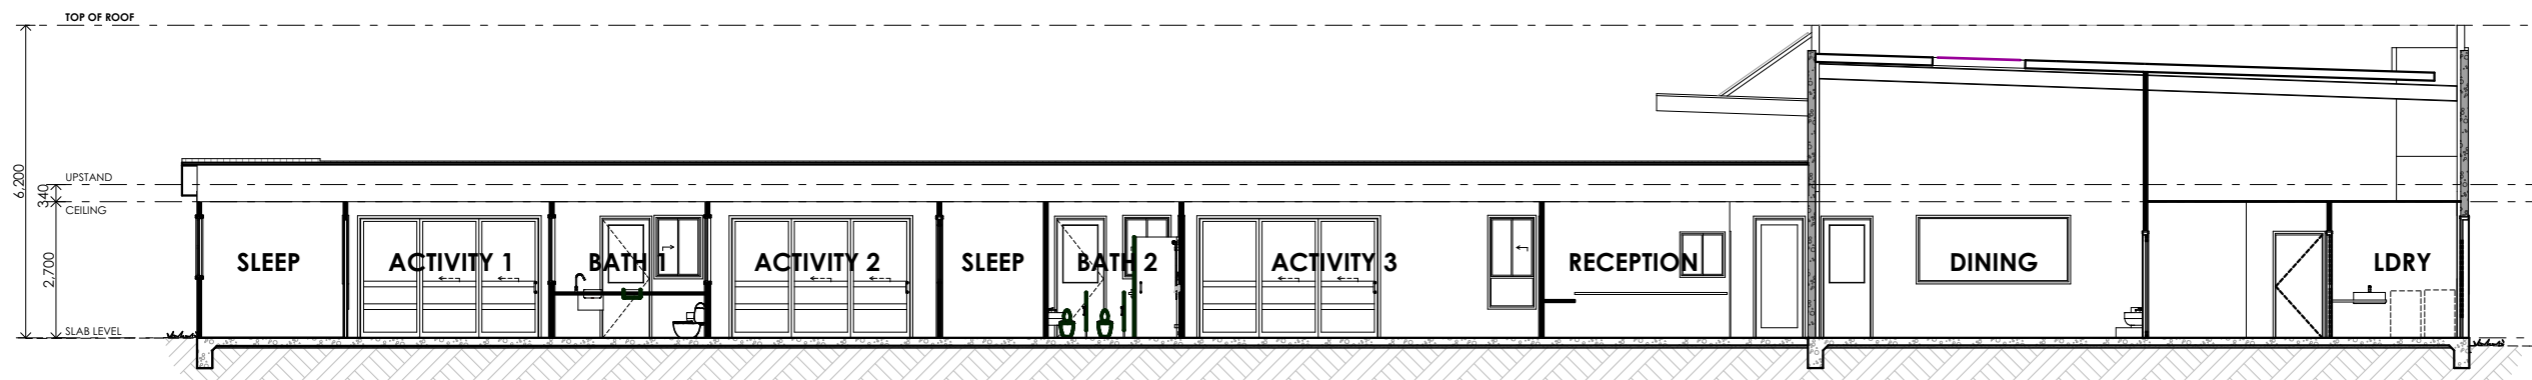 TOP OF ROOF
6,200
UPSTAND
340
CEILING
2,700
SLEEP
ACTIVITY 1
BATH 1
ACTIVITY 2
SLEEP
BATH 2
ACTIVITY 3
RECEPTION
DINING
LDRY
SLAB LEVEL